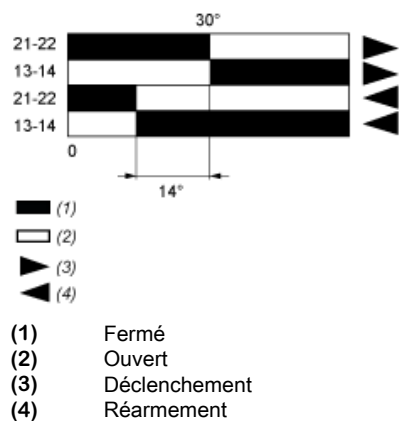 30°
21-22
13-14
21-22
13-14
0
14°
(1)
(2)
(3)
(4)
(1) Fermé
(2) Ouvert
(3) Déclenchement
(4) Réarmement